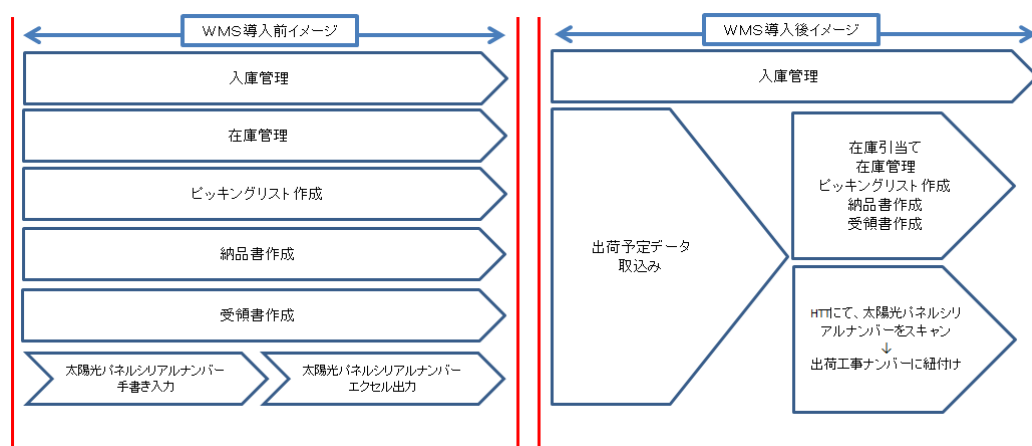 WMS導入前イメージ
入庫管理
在庫管理
ピッキングリスト作成
納品書作成
受領書作成
太陽光パネルシリアルナンバー
手書き入力
太陽光パネルシリアルナンバー
エクセル出力
WMS導入後イメージ
入庫管理
出荷予定データ
取込み
在庫引当て
在庫管理
ピッキングリスト作成
納品書作成
受領書作成
HTTにて、太陽光パネルシリ
アルナンバーをスキャン
↓
出荷工事ナンバーに紐付け